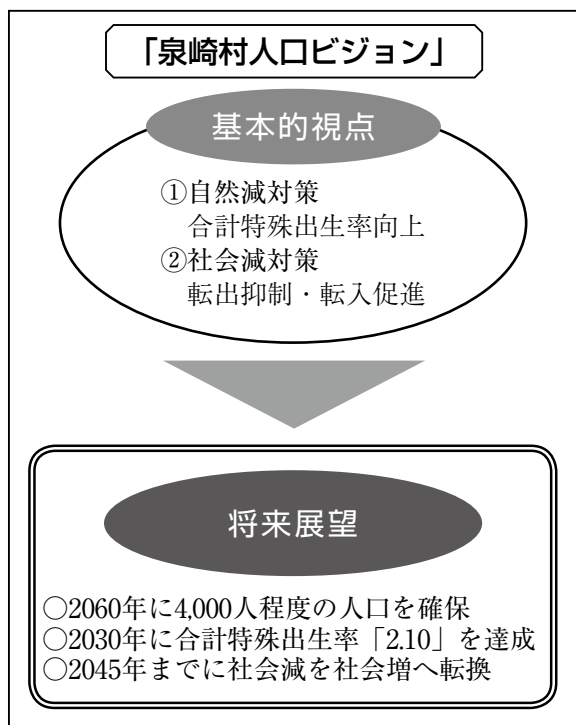 「泉崎村人口ビジョン」
基本的視点
①自然減対策
合計特殊出生率向上
②社会減対策
転出抑制・転入促進
将来展望
○2060年に4,000人程度の人口を確保
○2030年に合計特殊出生率「2.10」を達成
○2045年までに社会減を社会増へ転換